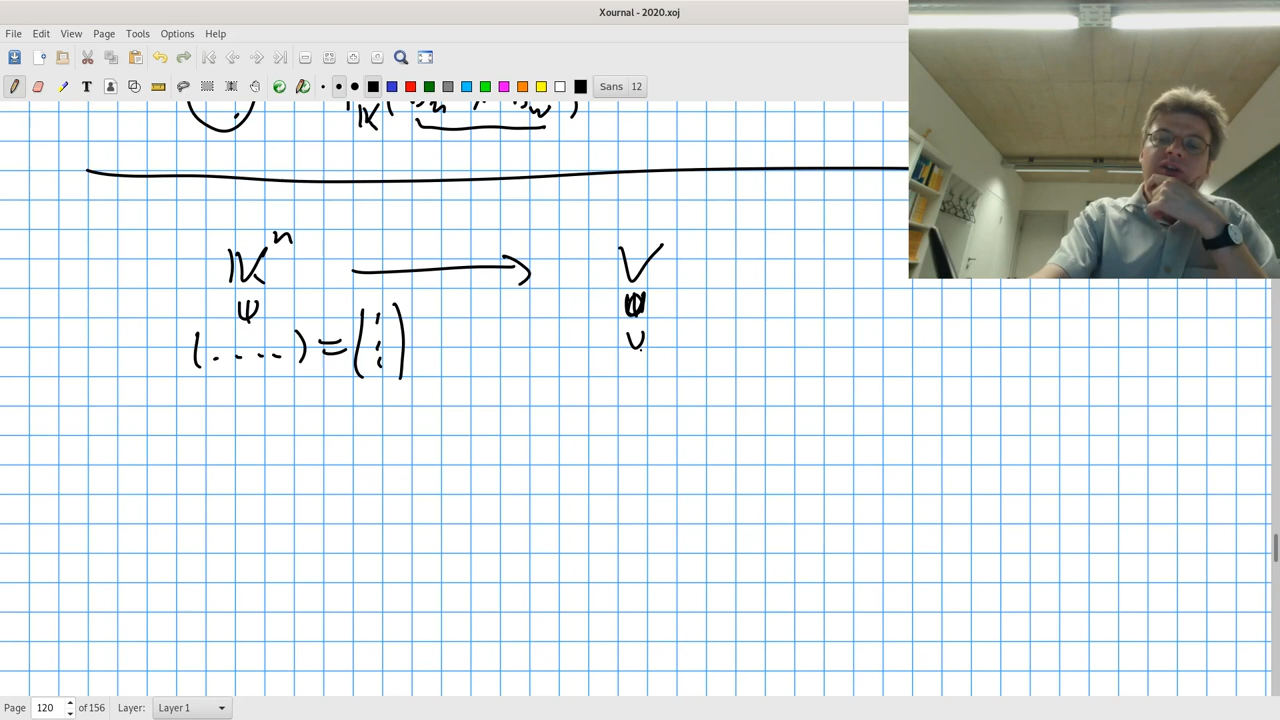 Xournal - 2020.xoj
File Edit View Page Tools Options Help
Sans 12
𝕂ⁿ ⟶ V
ψ
(. . . .) = (⋮) v
Page 120 of 156 Layer: Layer 1